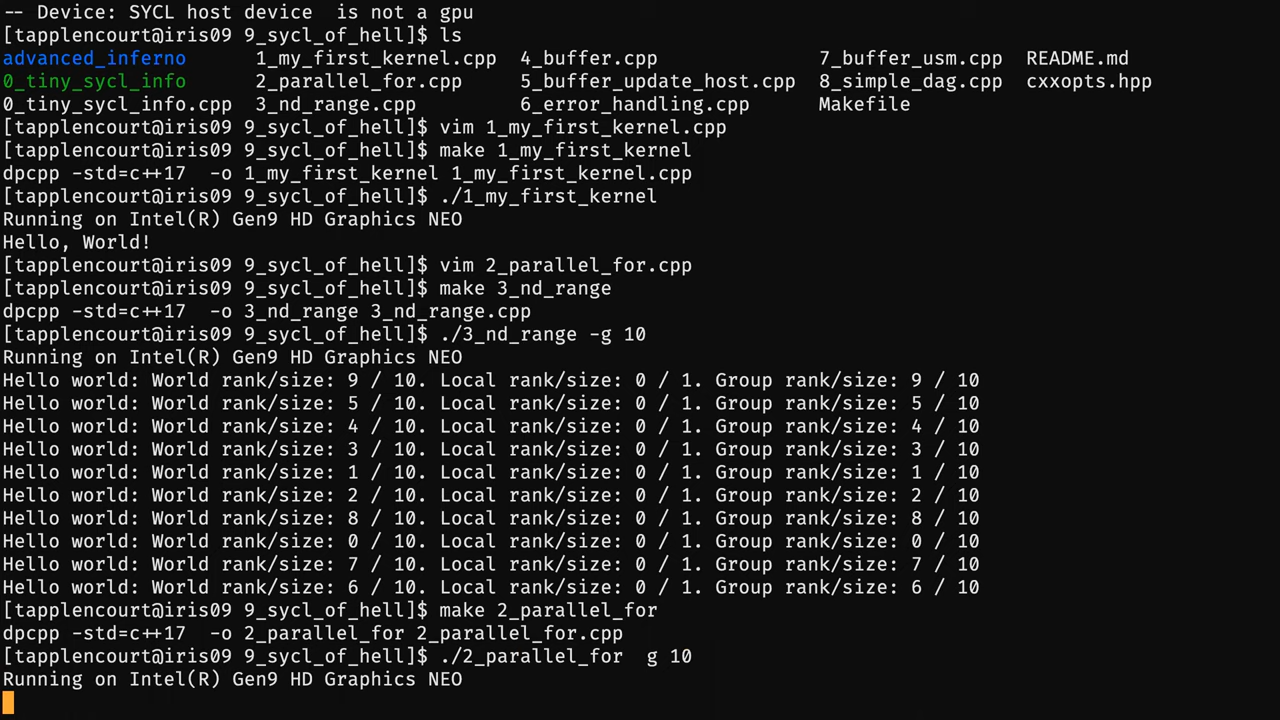 -- Device: SYCL host device  is not a gpu
[tapplencourt@iris09 9_sycl_of_hell]$ ls
advanced_inferno 1_my_first_kernel.cpp 4_buffer.cpp 7_buffer_usm.cpp README.md
0_tiny_sycl_info 2_parallel_for.cpp 5_buffer_update_host.cpp 8_simple_dag.cpp cxxopts.hpp
0_tiny_sycl_info.cpp 3_nd_range.cpp 6_error_handling.cpp Makefile
[tapplencourt@iris09 9_sycl_of_hell]$ vim 1_my_first_kernel.cpp
[tapplencourt@iris09 9_sycl_of_hell]$ make 1_my_first_kernel
dpcpp -std=c++17  -o 1_my_first_kernel 1_my_first_kernel.cpp
[tapplencourt@iris09 9_sycl_of_hell]$ ./1_my_first_kernel
Running on Intel(R) Gen9 HD Graphics NEO
Hello, World!
[tapplencourt@iris09 9_sycl_of_hell]$ vim 2_parallel_for.cpp
[tapplencourt@iris09 9_sycl_of_hell]$ make 3_nd_range
dpcpp -std=c++17  -o 3_nd_range 3_nd_range.cpp
[tapplencourt@iris09 9_sycl_of_hell]$ ./3_nd_range -g 10
Running on Intel(R) Gen9 HD Graphics NEO
Hello world: World rank/size: 9 / 10. Local rank/size: 0 / 1. Group rank/size: 9 / 10
Hello world: World rank/size: 5 / 10. Local rank/size: 0 / 1. Group rank/size: 5 / 10
Hello world: World rank/size: 4 / 10. Local rank/size: 0 / 1. Group rank/size: 4 / 10
Hello world: World rank/size: 3 / 10. Local rank/size: 0 / 1. Group rank/size: 3 / 10
Hello world: World rank/size: 1 / 10. Local rank/size: 0 / 1. Group rank/size: 1 / 10
Hello world: World rank/size: 2 / 10. Local rank/size: 0 / 1. Group rank/size: 2 / 10
Hello world: World rank/size: 8 / 10. Local rank/size: 0 / 1. Group rank/size: 8 / 10
Hello world: World rank/size: 0 / 10. Local rank/size: 0 / 1. Group rank/size: 0 / 10
Hello world: World rank/size: 7 / 10. Local rank/size: 0 / 1. Group rank/size: 7 / 10
Hello world: World rank/size: 6 / 10. Local rank/size: 0 / 1. Group rank/size: 6 / 10
[tapplencourt@iris09 9_sycl_of_hell]$ make 2_parallel_for
dpcpp -std=c++17  -o 2_parallel_for 2_parallel_for.cpp
[tapplencourt@iris09 9_sycl_of_hell]$ ./2_parallel_for  g 10
Running on Intel(R) Gen9 HD Graphics NEO